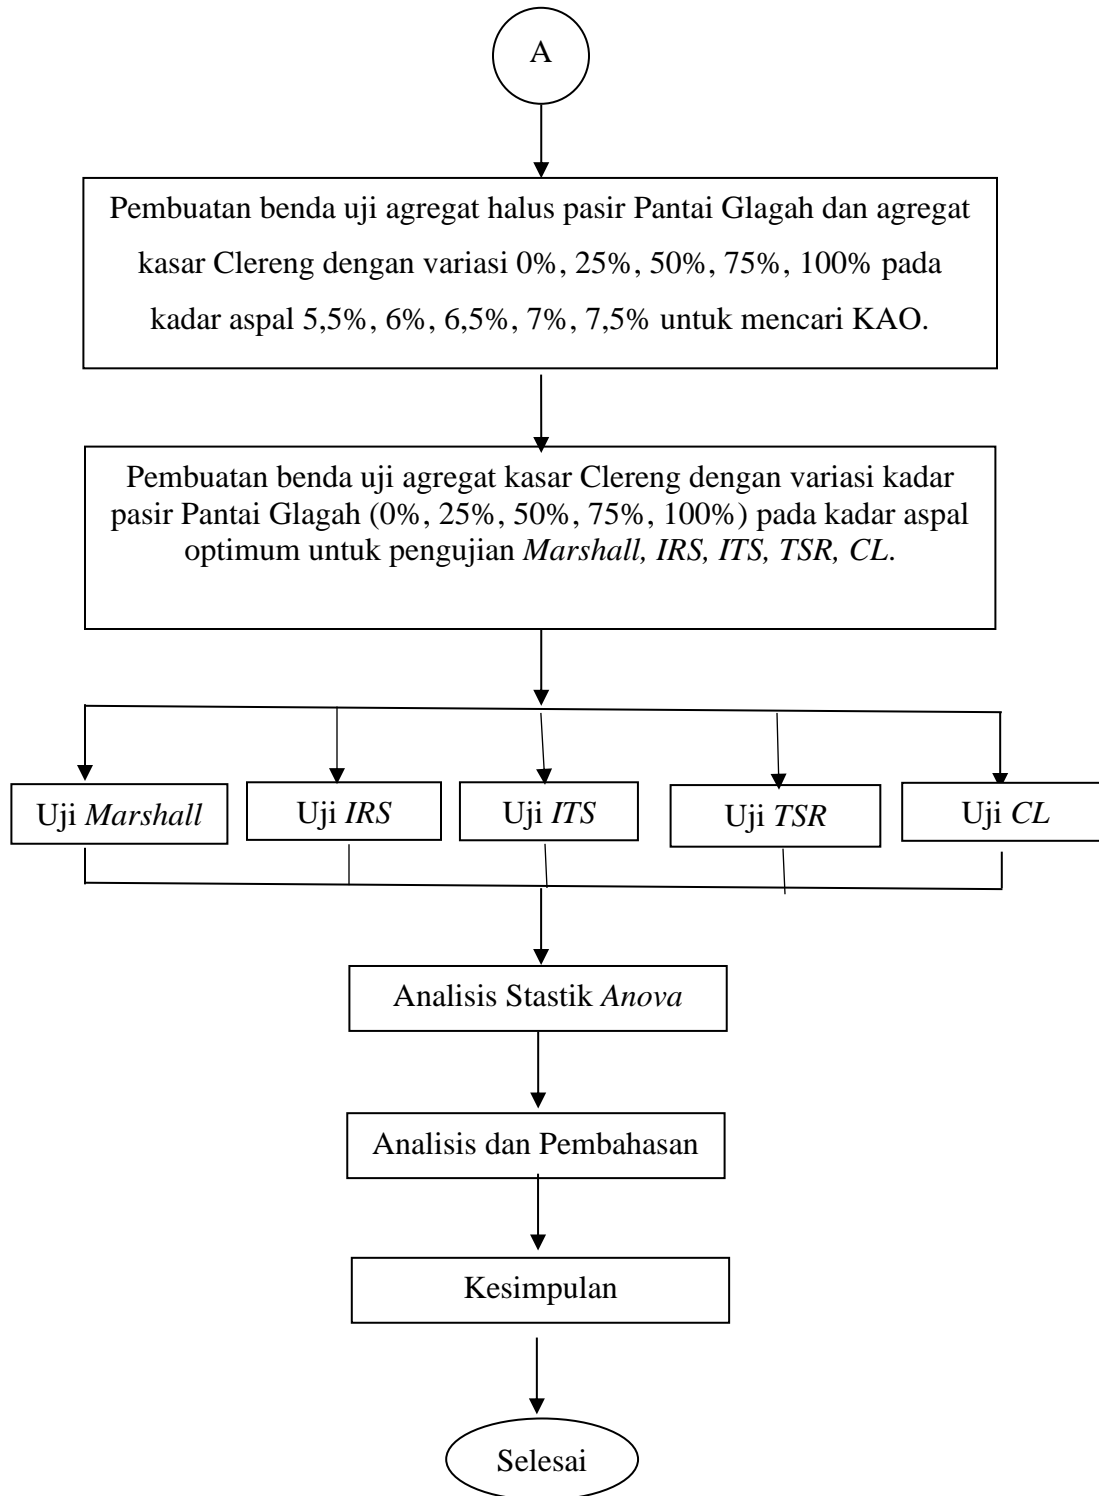 A
Pembuatan benda uji agregat halus pasir Pantai Glagah dan agregat
kasar Clereng dengan variasi 0%, 25%, 50%, 75%, 100% pada
kadar aspal 5,5%, 6%, 6,5%, 7%, 7,5% untuk mencari KAO.
Pembuatan benda uji agregat kasar Clereng dengan variasi kadar
pasir Pantai Glagah (0%, 25%, 50%, 75%, 100%) pada kadar aspal
optimum untuk pengujian Marshall, IRS, ITS, TSR, CL.
Uji Marshall
Uji IRS
Uji ITS
Uji TSR
Uji CL
Analisis Stastik Anova
Analisis dan Pembahasan
Kesimpulan
Selesai